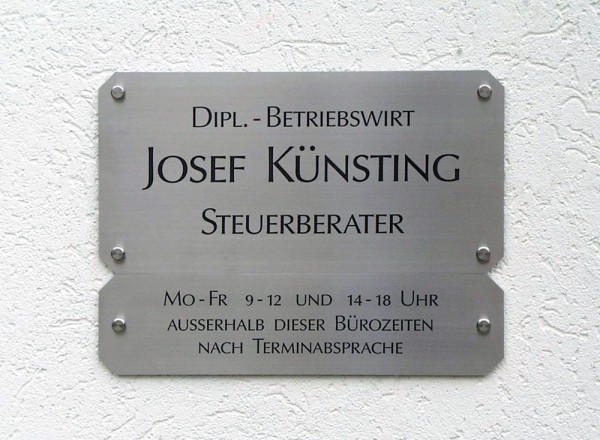 Dipl.-Betriebswirt
Josef Künsting
Steuerberater
Mo-Fr 9-12 und 14-18 Uhr
ausserhalb dieser Bürozeiten
nach Terminabsprache